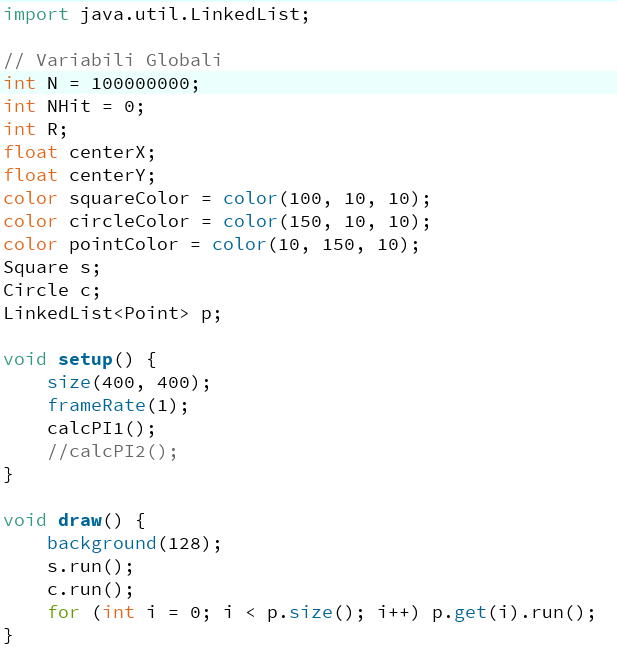 import java.util.LinkedList;

// Variabili Globali
int N = 100000000;
int NHit = 0;
int R;
float centerX;
float centerY;
color squareColor = color(100, 10, 10);
color circleColor = color(150, 10, 10);
color pointColor = color(10, 150, 10);
Square s;
Circle c;
LinkedList<Point> p;

void setup() {
    size(400, 400);
    frameRate(1);
    calcPI1();
    //calcPI2();
}

void draw() {
    background(128);
    s.run();
    c.run();
    for (int i = 0; i < p.size(); i++) p.get(i).run();
}